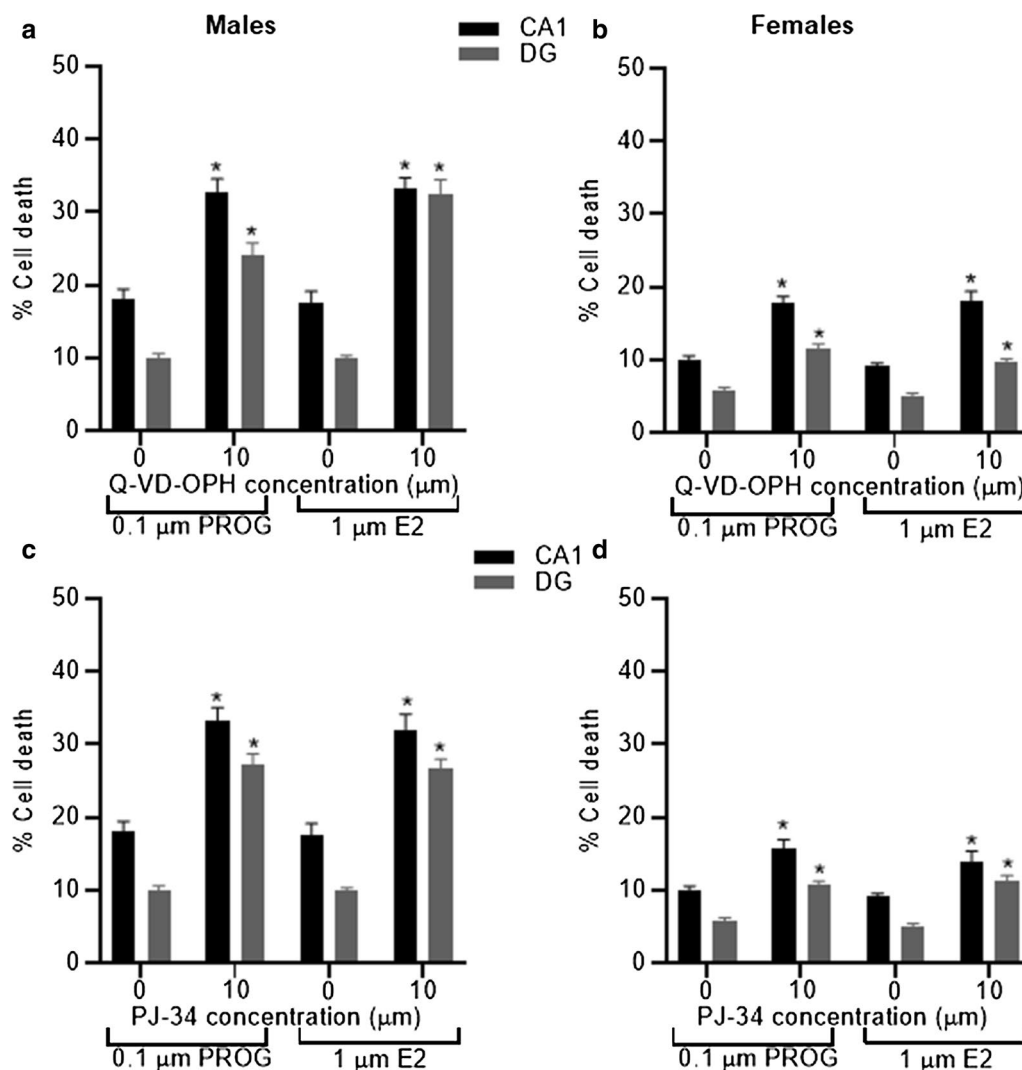 a
Males
CA1
DG
b
Females
50
40
30
20
10
0
% Cell death
* * * *
0 10 0 10
Q-VD-OPH concentration (μm)
0.1 μm PROG 1 μm E2
50
40
30
20
10
0
% Cell death
* * * *
0 10 0 10
Q-VD-OPH concentration (μm)
0.1 μm PROG 1 μm E2
c
CA1
DG
d
50
40
30
20
10
0
% Cell death
* * * *
0 10 0 10
PJ-34 concentration (μm)
0.1 μm PROG 1 μm E2
50
40
30
20
10
0
% Cell death
* * * *
0 10 0 10
PJ-34 concentration (μm)
0.1 μm PROG 1 μm E2